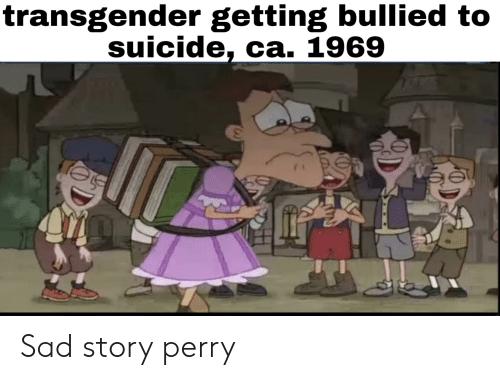 transgender getting bullied to
suicide, ca. 1969
Sad story perry